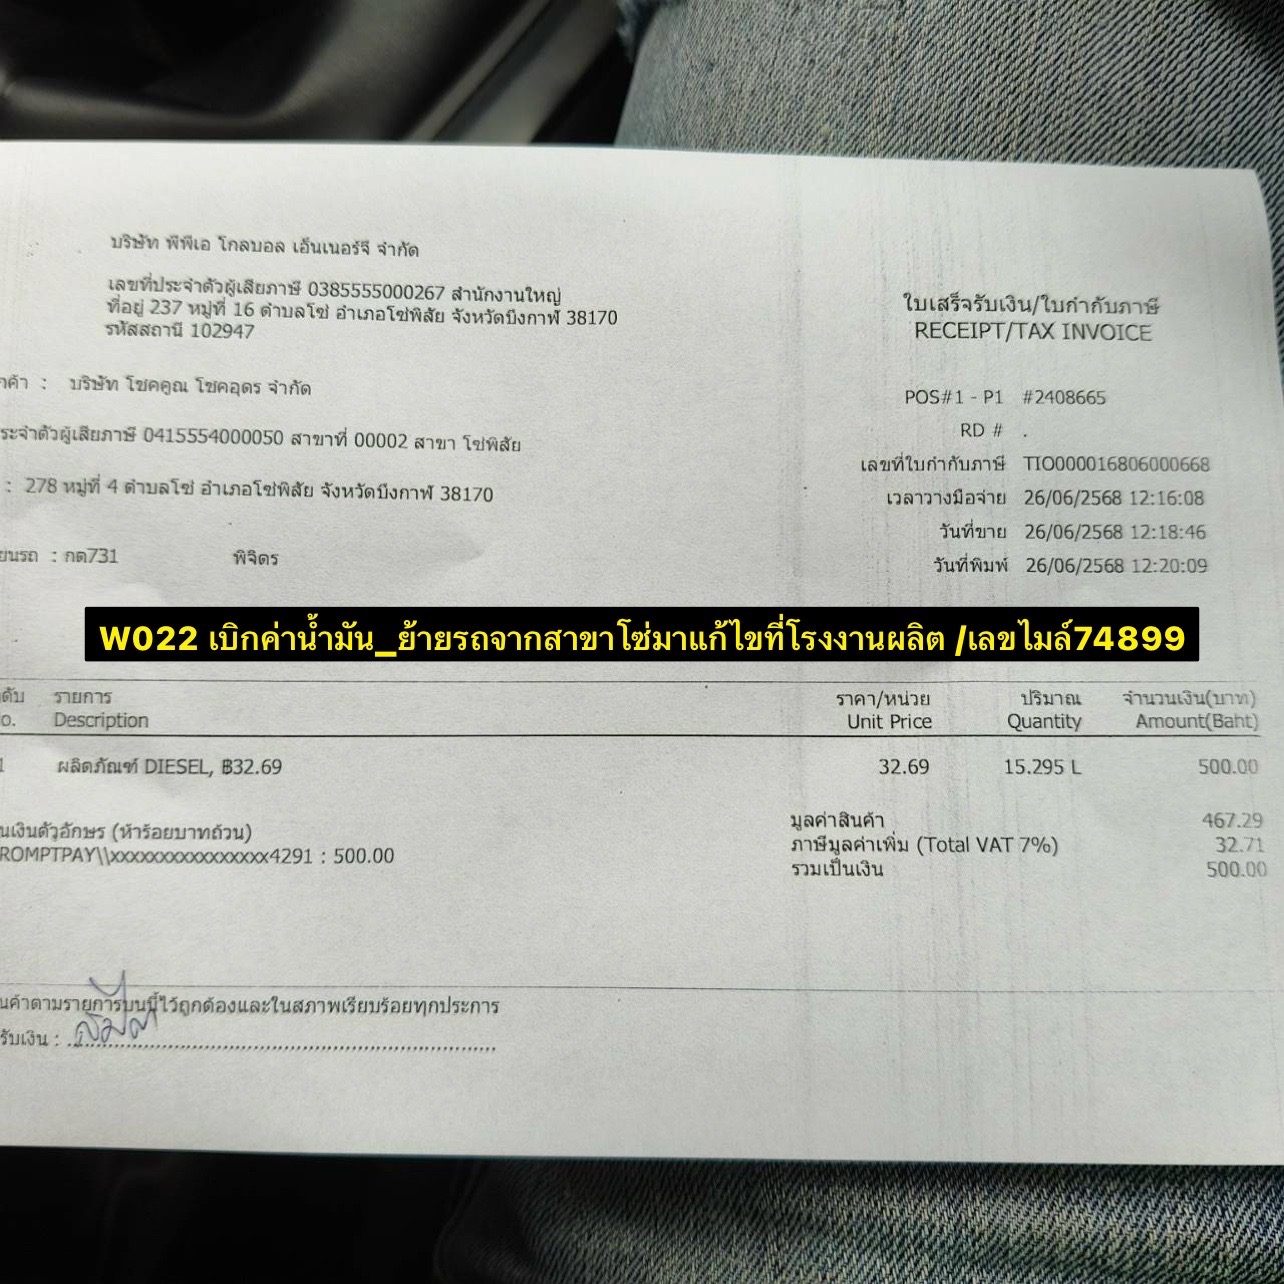 บริษัท พีพีเอ โกลบอล เอ็นเนอร์จี จำกัด
เลขที่ประจำตัวผู้เสียภาษี 0385555000267 สำนักงานใหญ่
ที่อยู่ 237 หมู่ที่ 16 ตำบลโซ่ อำเภอโซ่พิสัย จังหวัดบึงกาฬ 38170
รหัสสถานี 102947
ใบเสร็จรับเงิน/ใบกำกับภาษี
RECEIPT/TAX INVOICE
กค้า : บริษัท โชคคูณ โชคอุดร จำกัด
ระจำตัวผู้เสียภาษี 0415554000050 สาขาที่ 00002 สาขา โซ่พิสัย
: 278 หมู่ที่ 4 ตำบลโซ่ อำเภอโซ่พิสัย จังหวัดบึงกาฬ 38170
ยนรถ : กต731 พิจิตร
POS#1 - P1 #2408665
RD # .
เลขที่ใบกำกับภาษี TIO000016806000668
เวลาวางมือจ่าย 26/06/2568 12:16:08
วันที่ขาย 26/06/2568 12:18:46
วันที่พิมพ์ 26/06/2568 12:20:09
W022 เบิกค่าน้ำมัน_ย้ายรถจากสาขาโซ่มาแก้ไขที่โรงงานผลิต /เลขไมล์74899
ดับ รายการ ราคา/หน่วย ปริมาณ จำนวนเงิน(บาท)
o. Description Unit Price Quantity Amount(Baht)
1 ผลิตภัณฑ์ DIESEL, ฿32.69 32.69 15.295 L 500.00
นเงินตัวอักษร (ห้าร้อยบาทถ้วน)
ROMPTPAY\\xxxxxxxxxxxxxxxx4291 : 500.00
มูลค่าสินค้า 467.29
ภาษีมูลค่าเพิ่ม (Total VAT 7%) 32.71
รวมเป็นเงิน 500.00
นค้าตามรายการบนนี้ไว้ถูกต้องและในสภาพเรียบร้อยทุกประการ
รับเงิน :